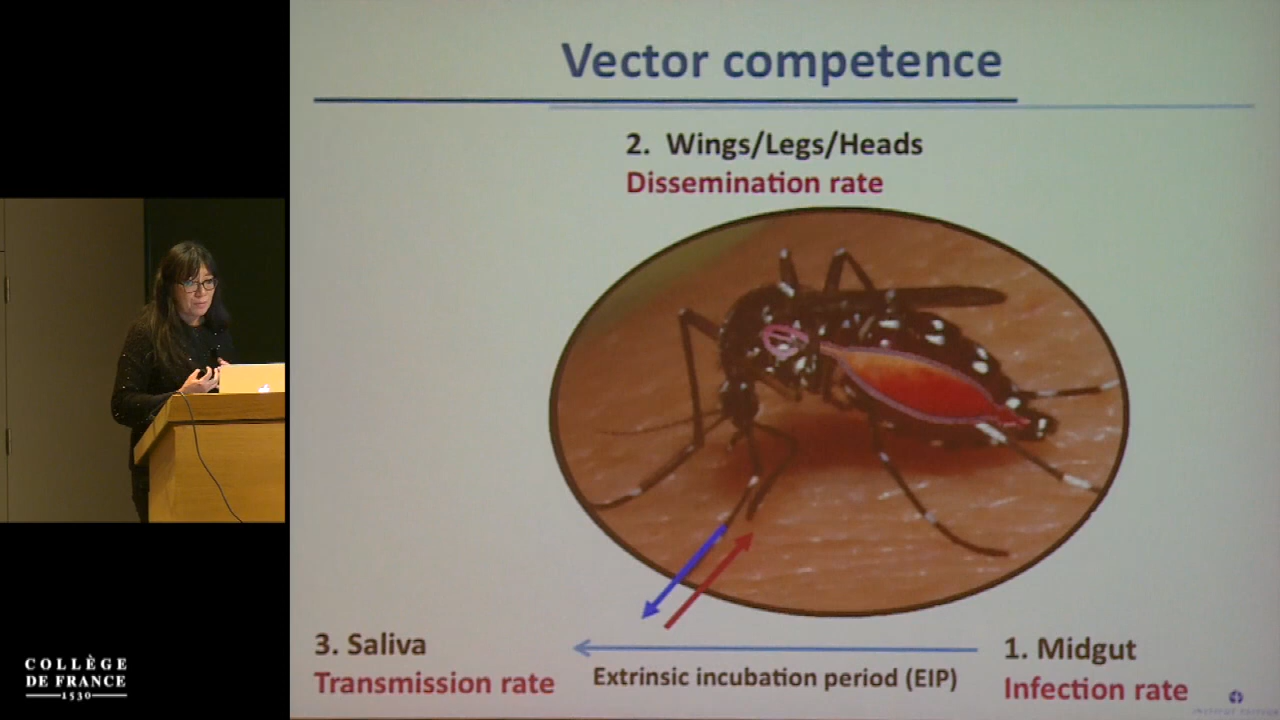 Vector competence
2. Wings/Legs/Heads
Dissemination rate
3. Saliva
Transmission rate
Extrinsic incubation period (EIP)
1. Midgut
Infection rate
COLLÈGE
DE FRANCE
1530